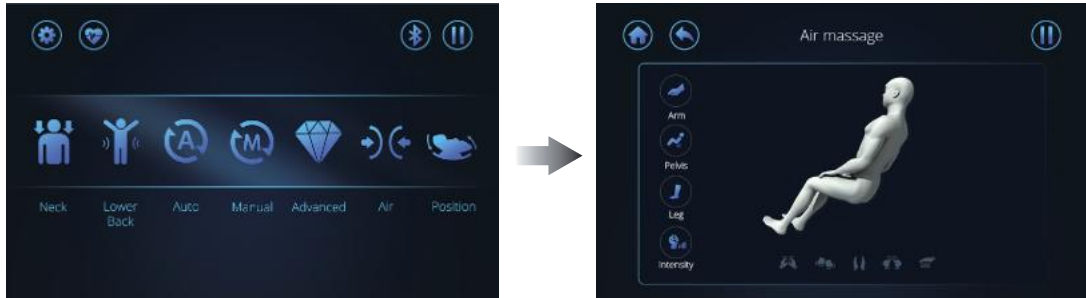 Neck
Lower
Back
Auto
Manual
Advanced
Air
Position
A
M
Air massage
Arm
Pelvis
Leg
Intensity